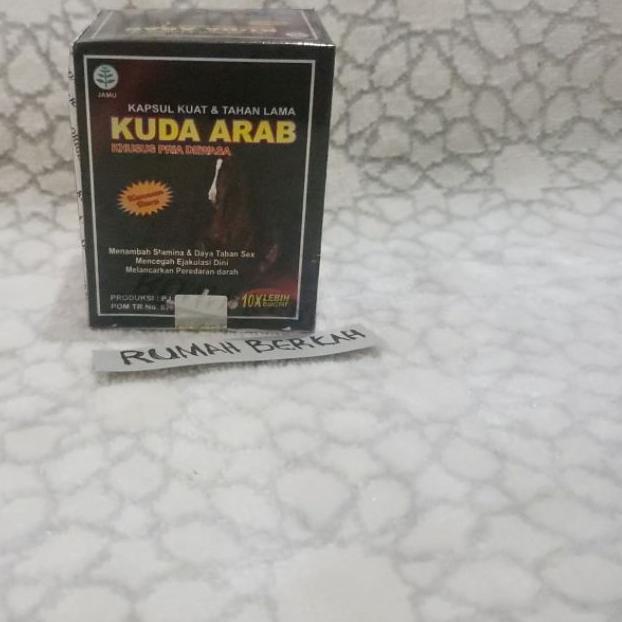 JAMU
KAPSUL KUAT & TAHAN LAMA
KUDA ARAB
KHUSUS PRIA DEWASA
Menambah Stamina & Daya Tahan Sex
Mencegah Ejakulasi Dini
Melancarkan Peredaran darah
PRODUKSI : PJ
10X LEBIH
POM TR No.
RUMAH BERKAH